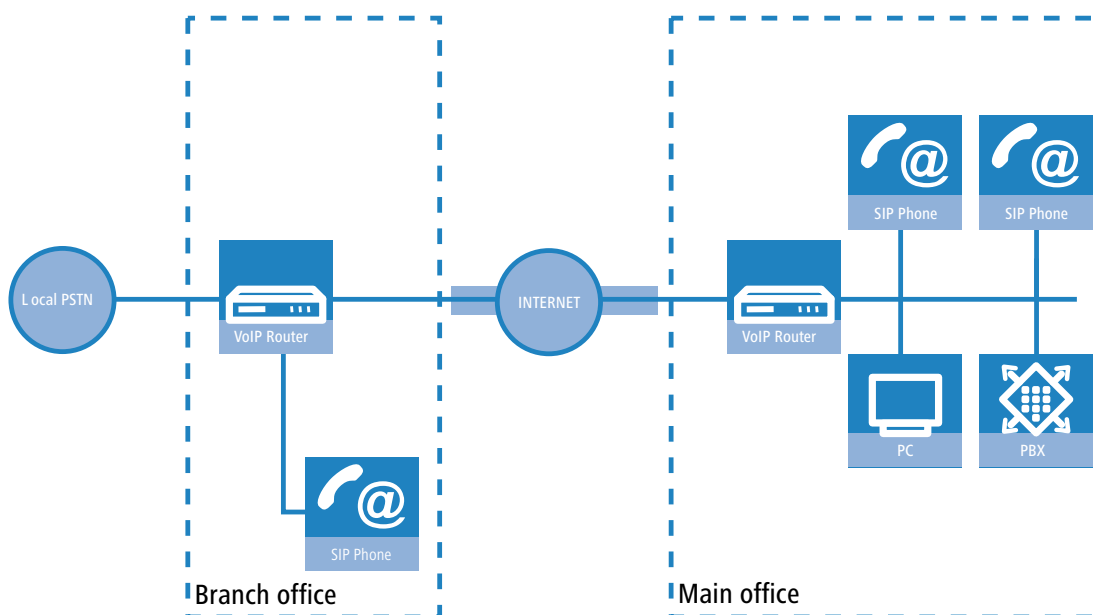 SIP Phone
SIP Phone
Local PSTN
INTERNET
VoIP Router
VoIP Router
PC
PBX
SIP Phone
Branch office
Main office